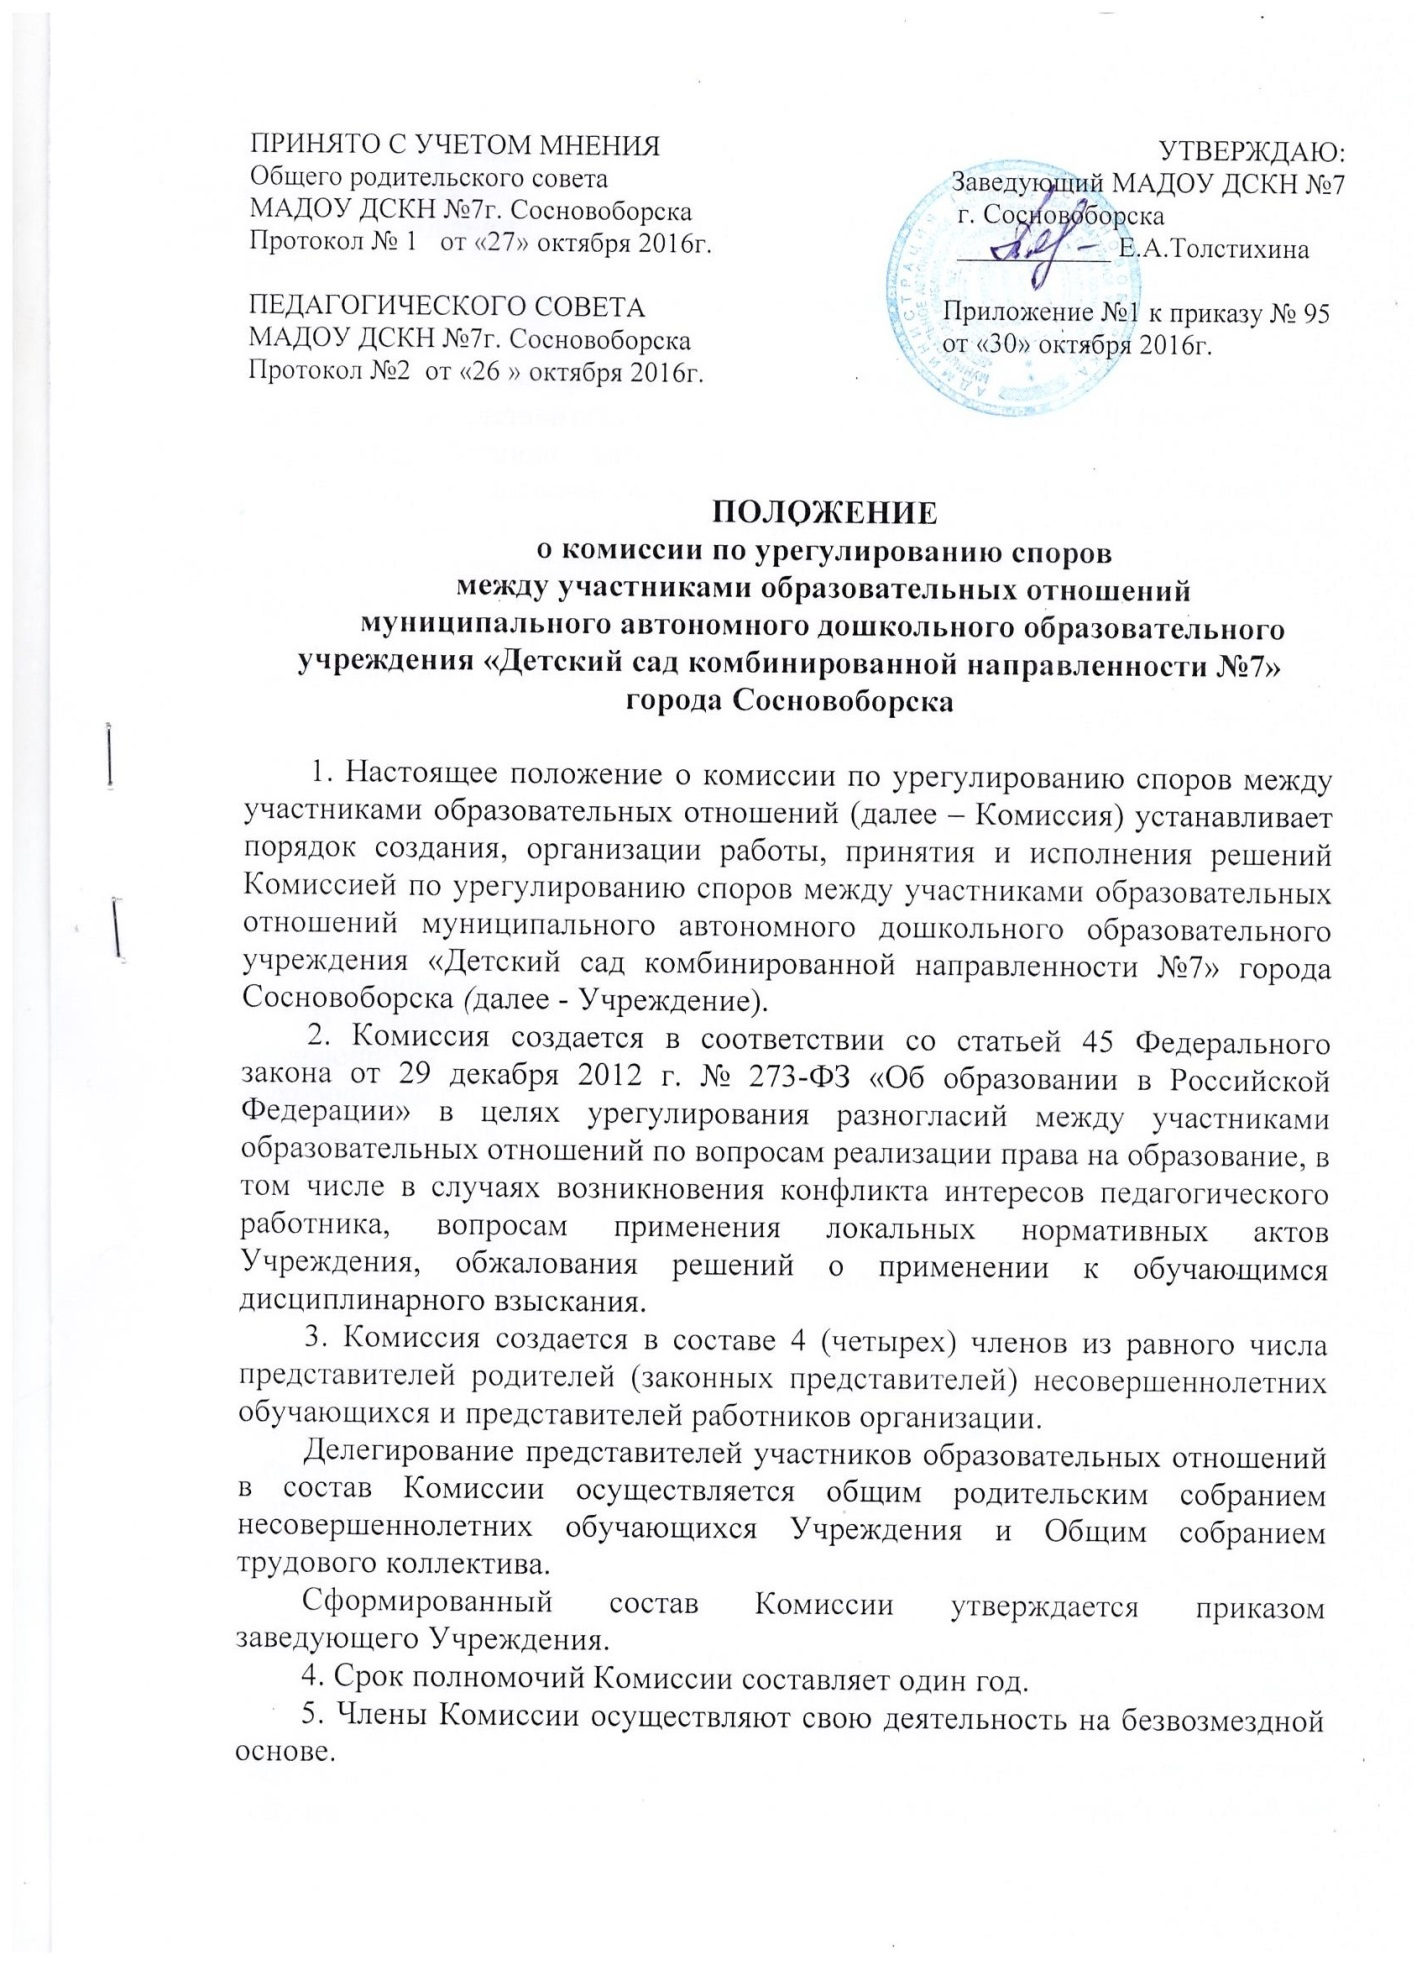 ПРИНЯТО С УЧЕТОМ МНЕНИЯ
Общего родительского совета
МАДОУ ДСКН №7г. Сосновоборска
Протокол № 1 от «27» октября 2016г.
ПЕДАГОГИЧЕСКОГО СОВЕТА
МАДОУ ДСКН №7г. Сосновоборска
Протокол №2 от «26 » октября 2016г.
УТВЕРЖДАЮ:
Заведующий МАДОУ ДСКН №7
г. Сосновоборска
____________ Е.А.Толстихина
Приложение №1 к приказу № 95
от «30» октября 2016г.
ПОЛОЖЕНИЕ
о комиссии по урегулированию споров
между участниками образовательных отношений
муниципального автономного дошкольного образовательного
учреждения «Детский сад комбинированной направленности №7»
города Сосновоборска
1. Настоящее положение о комиссии по урегулированию споров между
участниками образовательных отношений (далее – Комиссия) устанавливает
порядок создания, организации работы, принятия и исполнения решений
Комиссией по урегулированию споров между участниками образовательных
отношений муниципального автономного дошкольного образовательного
учреждения «Детский сад комбинированной направленности №7» города
Сосновоборска (далее - Учреждение).
2. Комиссия создается в соответствии со статьей 45 Федерального
закона от 29 декабря 2012 г. № 273-ФЗ «Об образовании в Российской
Федерации» в целях урегулирования разногласий между участниками
образовательных отношений по вопросам реализации права на образование, в
том числе в случаях возникновения конфликта интересов педагогического
работника, вопросам применения локальных нормативных актов
Учреждения, обжалования решений о применении к обучающимся
дисциплинарного взыскания.
3. Комиссия создается в составе 4 (четырех) членов из равного числа
представителей родителей (законных представителей) несовершеннолетних
обучающихся и представителей работников организации.
Делегирование представителей участников образовательных отношений
в состав Комиссии осуществляется общим родительским собранием
несовершеннолетних обучающихся Учреждения и Общим собранием
трудового коллектива.
Сформированный состав Комиссии утверждается приказом
заведующего Учреждения.
4. Срок полномочий Комиссии составляет один год.
5. Члены Комиссии осуществляют свою деятельность на безвозмездной
основе.